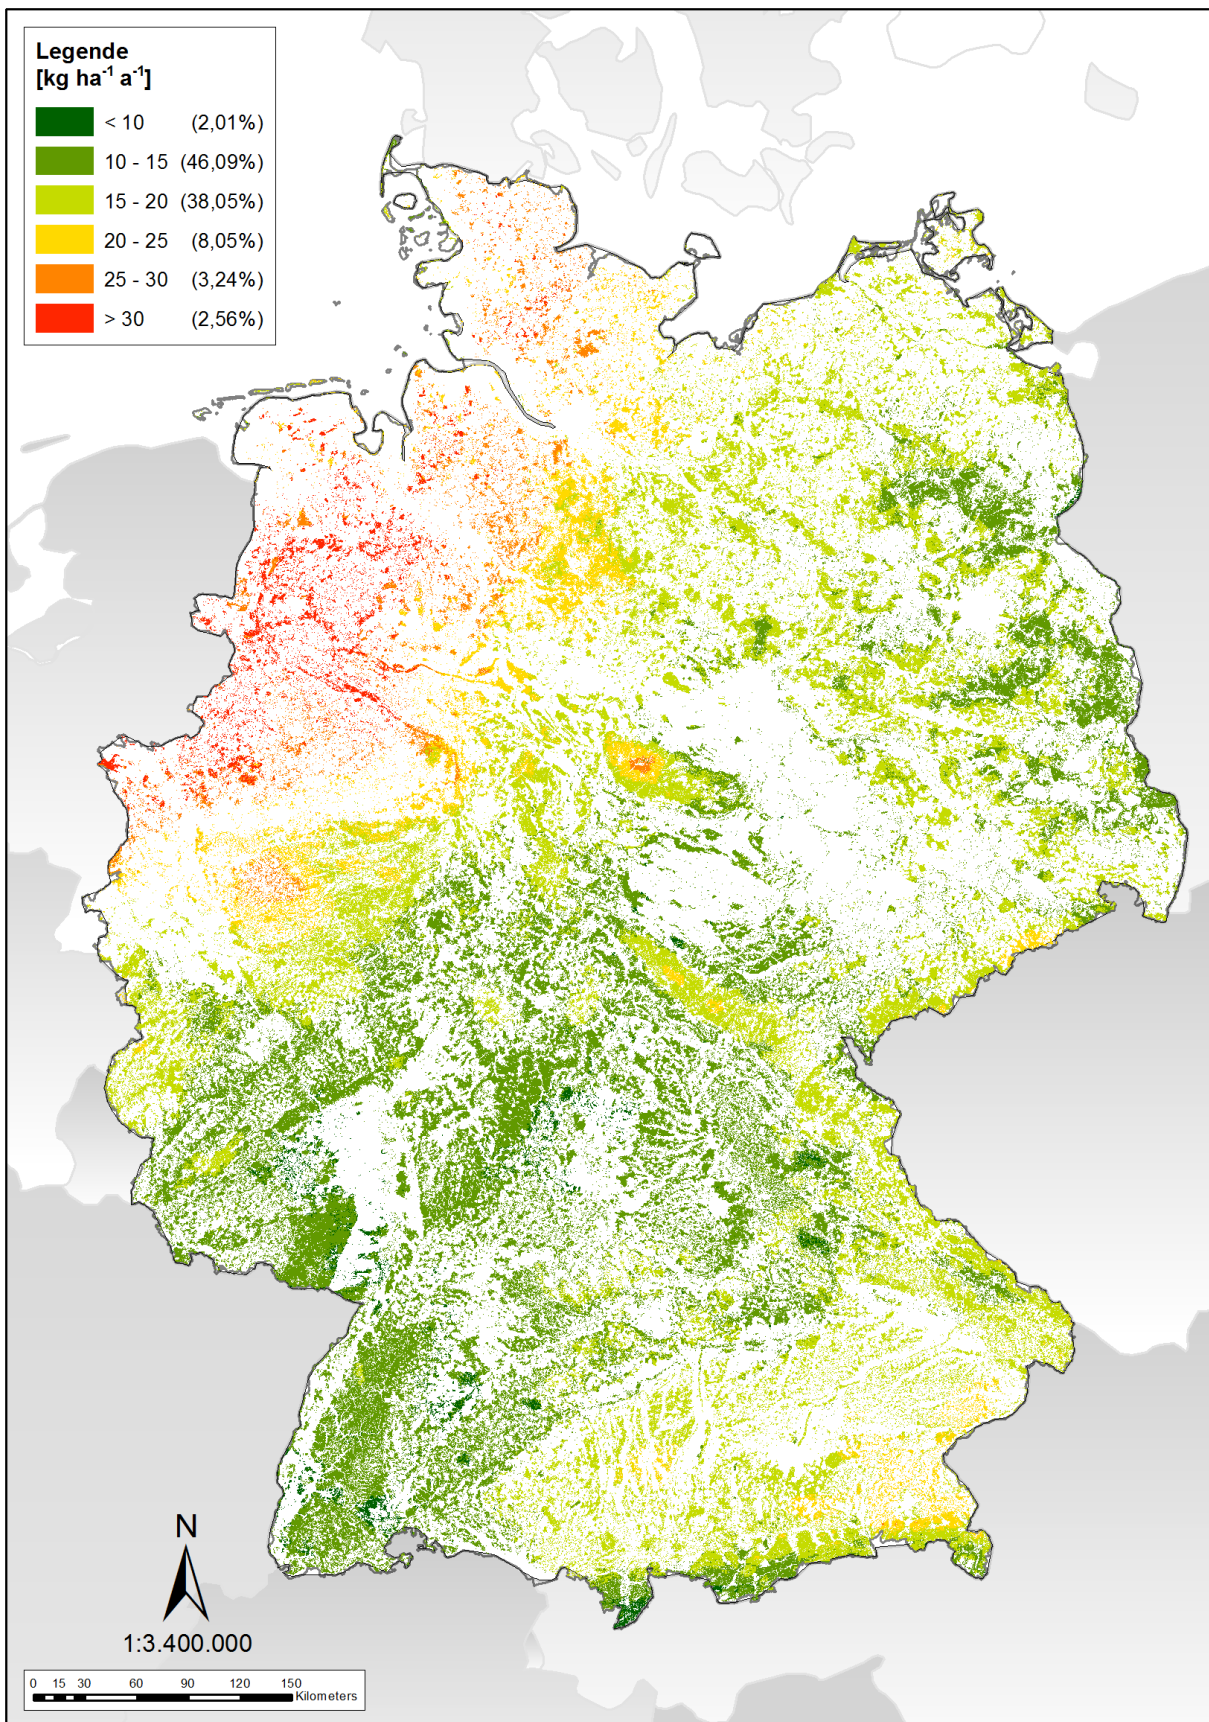 Legende
[kg ha⁻¹ a⁻¹]
< 10 (2,01%)
10 - 15 (46,09%)
15 - 20 (38,05%)
20 - 25 (8,05%)
25 - 30 (3,24%)
> 30 (2,56%)
N
1:3.400.000
0 15 30 60 90 120 150
Kilometers